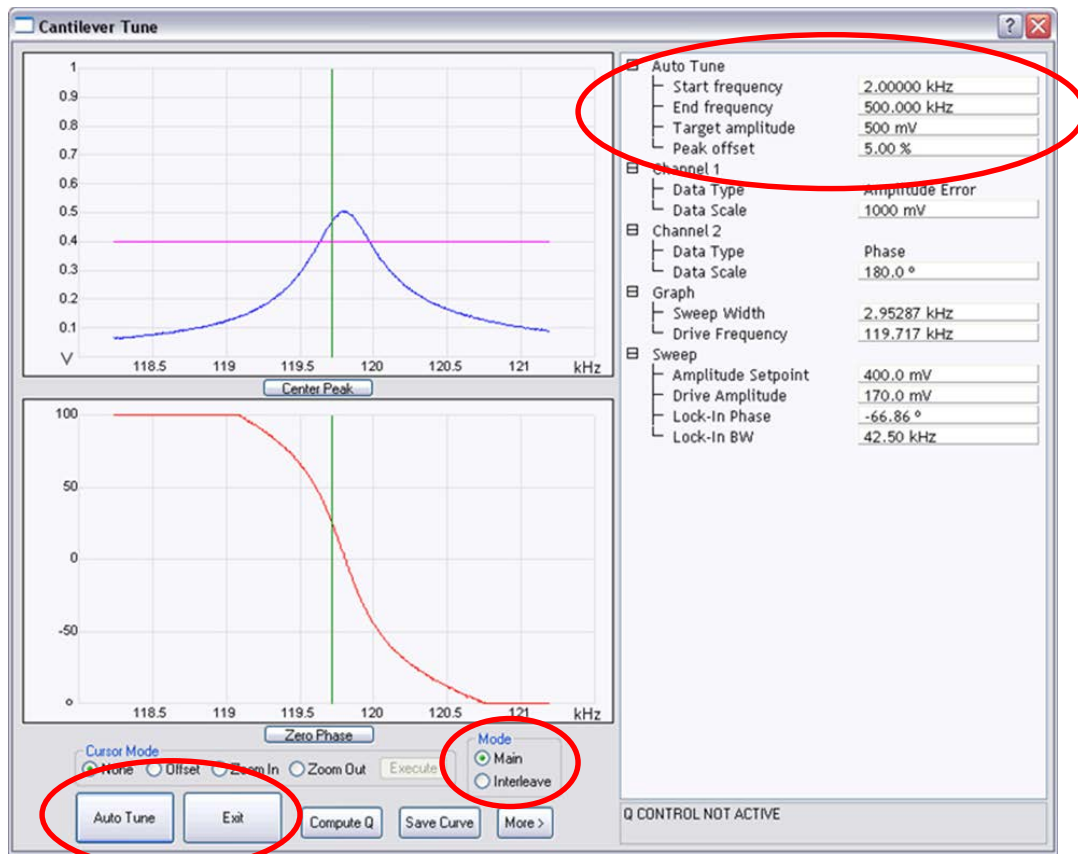 Cantilever Tune
1
0.9
0.8
0.7
0.6
0.5
0.4
0.3
0.2
0.1
V
118.5 119 119.5 120 120.5 121 kHz
Center Peak
100
50
0
-50
118.5 119 119.5 120 120.5 121 kHz
Zero Phase
Cursor Mode
None Offset Zoom In Zoom Out Execute
Mode
Main
Interleave
Auto Tune Exit Compute Q Save Curve More >
Auto Tune
Start frequency 2.00000 kHz
End frequency 500.000 kHz
Target amplitude 500 mV
Peak offset 5.00 %
Channel 1
Data Type Amplitude Error
Data Scale 1000 mV
Channel 2
Data Type Phase
Data Scale 180.0 º
Graph
Sweep Width 2.95287 kHz
Drive Frequency 119.717 kHz
Sweep
Amplitude Setpoint 400.0 mV
Drive Amplitude 170.0 mV
Lock-In Phase -66.86 º
Lock-In BW 42.50 kHz
Q CONTROL NOT ACTIVE